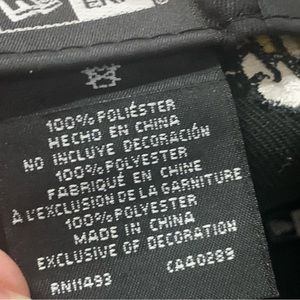 100% POLIÉSTER
HECHO EN CHINA
NO INCLUYE DECORACIÓN
100% POLYESTER
FABRIQUÉ EN CHINE
À L'EXCLUSION DE LA GARNITURE
100% POLYESTER
MADE IN CHINA
EXCLUSIVE OF DECORATION
RN11493 CA40289